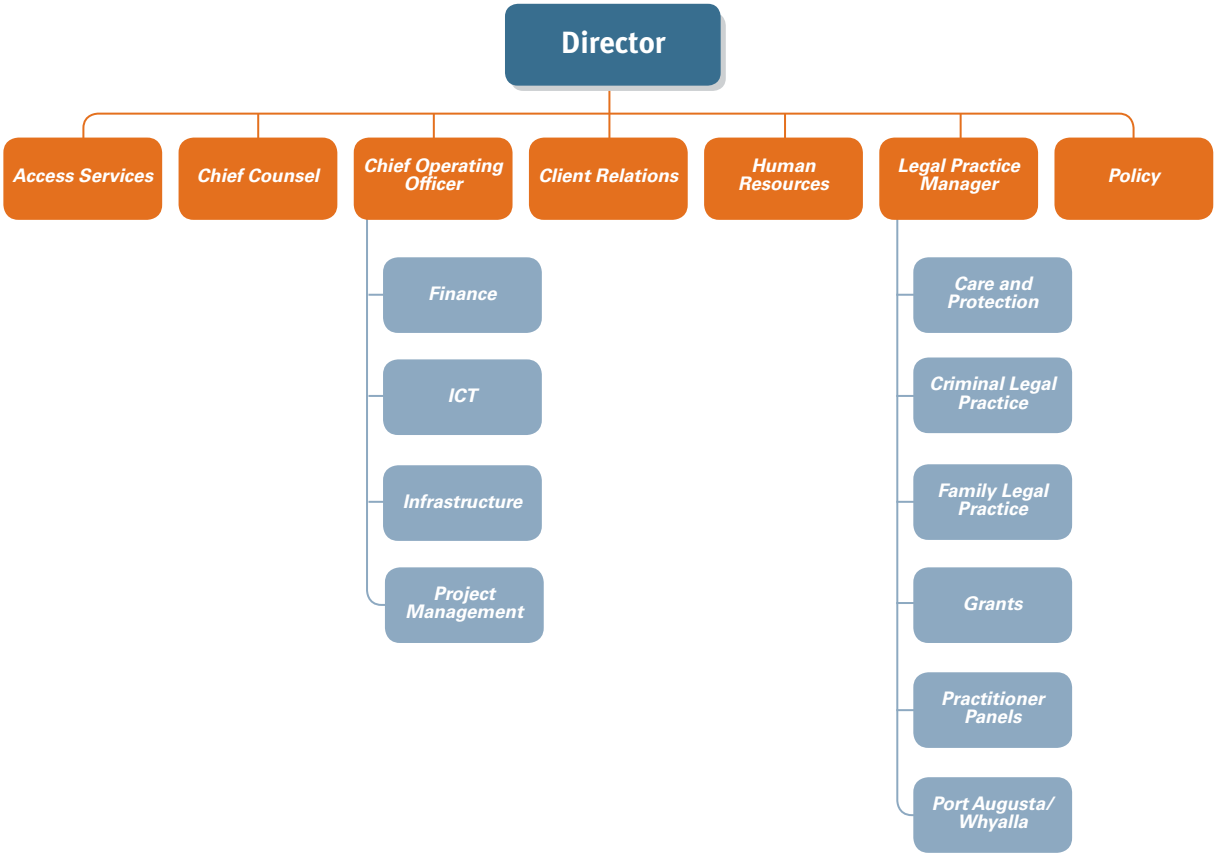 Director
Access Services
Chief Counsel
Chief Operating
Officer
Client Relations
Human
Resources
Legal Practice
Manager
Policy
Finance
ICT
Infrastructure
Project
Management
Care and
Protection
Criminal Legal
Practice
Family Legal
Practice
Grants
Practitioner
Panels
Port Augusta/
Whyalla